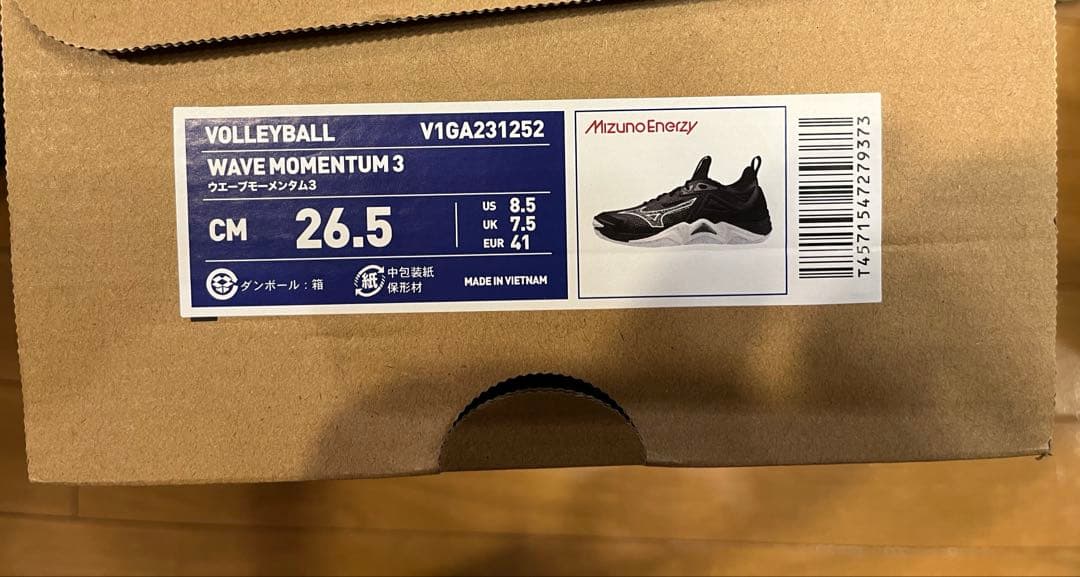 VOLLEYBALL V1GA231252
WAVE MOMENTUM 3
ウエーブモーメンタム3
CM 26.5
US 8.5
UK 7.5
EUR 41
ダンボール：箱
紙 中包装紙
保形材
MADE IN VIETNAM
MIZUNO ENERZY
T4571547279373